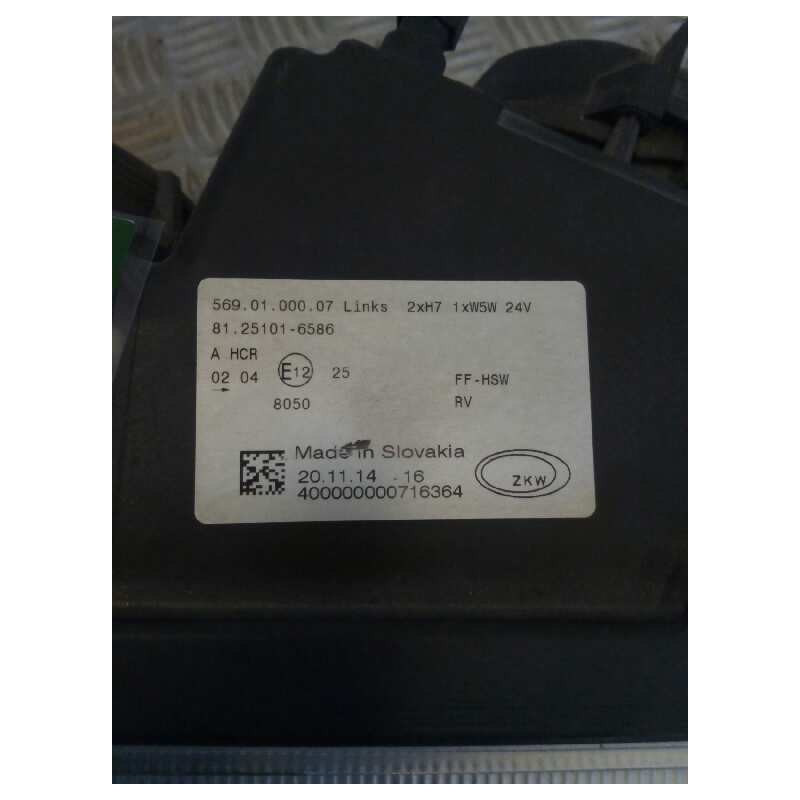 569.01.000.07 Links 2xH7 1xW5W 24V
81.25101-6586
A HCR
02 04 E12 25 FF-HSW
8050 RV
Made in Slovakia
20.11.14 - 16
400000000716364
ZKW